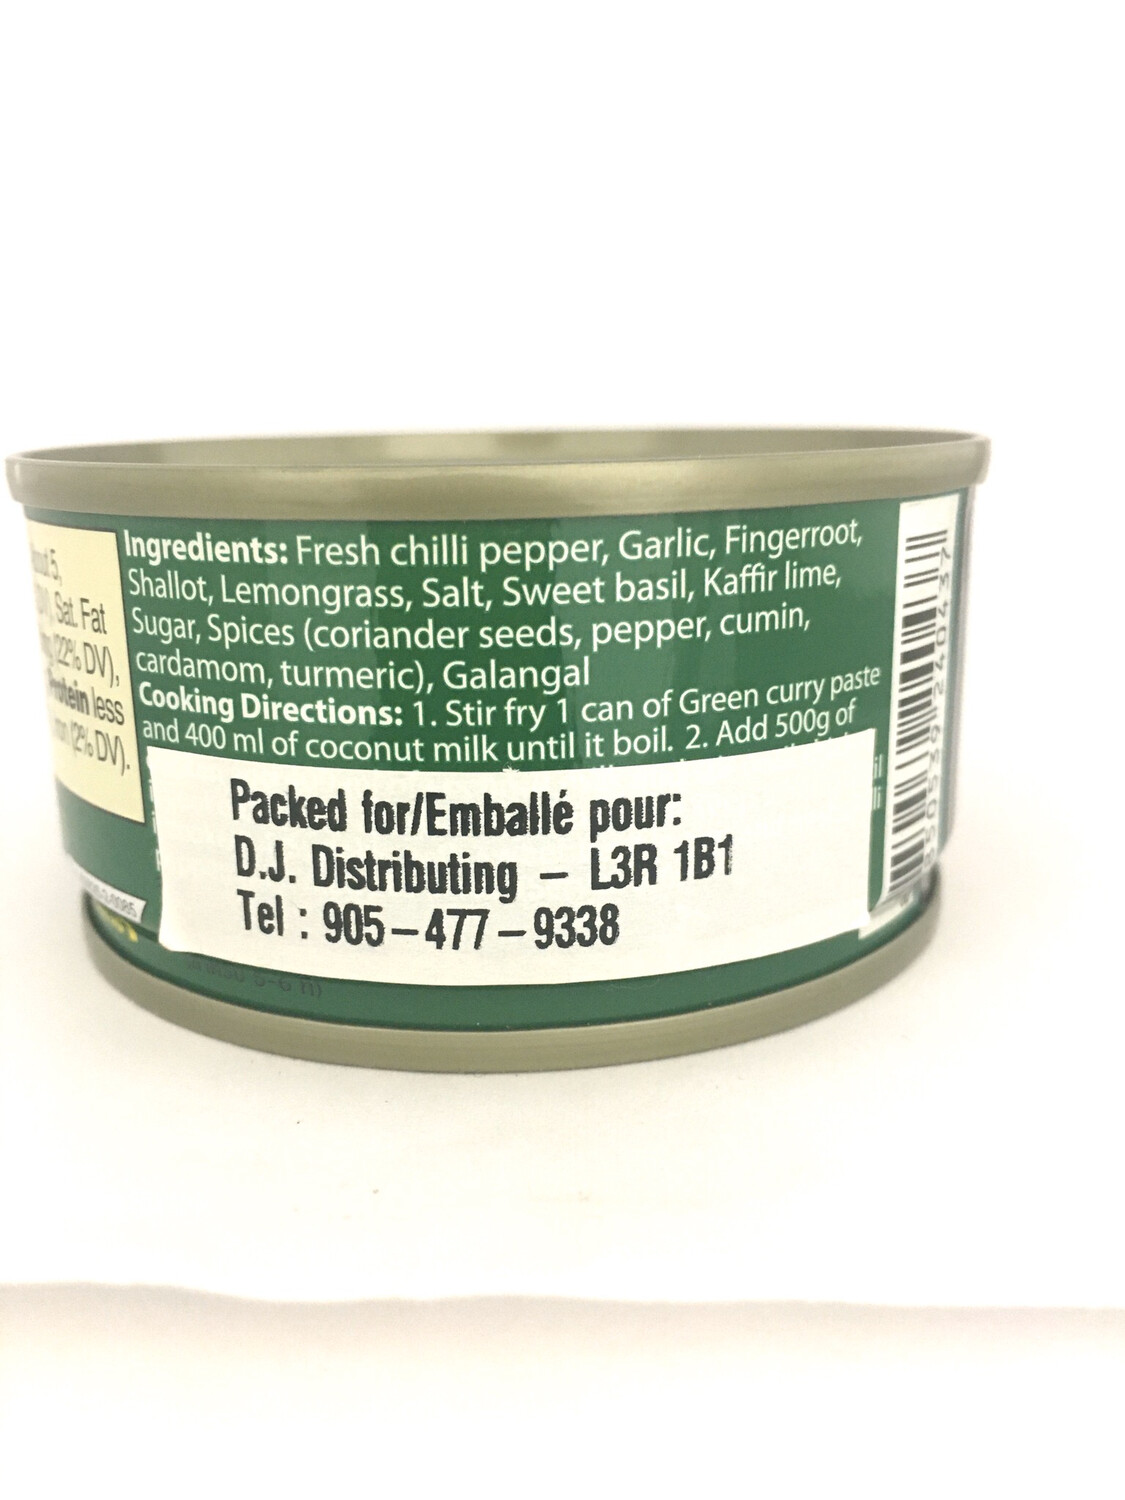 Ingredients: Fresh chilli pepper, Garlic, Fingerroot,
Shallot, Lemongrass, Salt, Sweet basil, Kaffir lime,
Sugar, Spices (coriander seeds, pepper, cumin,
cardamom, turmeric), Galangal
Cooking Directions: 1. Stir fry 1 can of Green curry paste
and 400 ml of coconut milk until it boil. 2. Add 500g of
Packed for/Emballé pour:
D.J. Distributing – L3R 1B1
Tel : 905–477–9338
Sat. Fat
(22% DV),
Protein less
(2% DV).